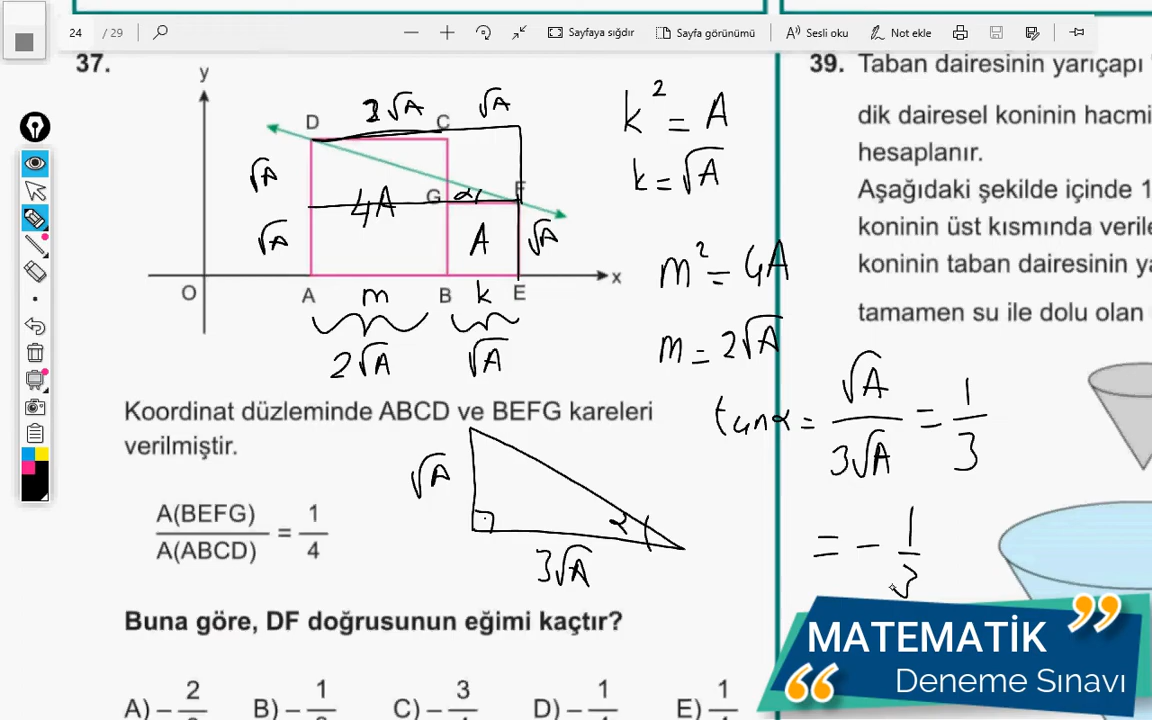 24 / 29
Sayfaya sığdır
Sayfa görünümü
Sesli oku
Not ekle
37.
y
D
C
G
F
O
A
B
E
x
2√A
√A
√A
√A
4A
α
A
√A
m
k
2√A
√A
k² = A
k = √A
m² = 4A
m = 2√A
tanα = √A / 3√A = 1/3
= - 1/3
Koordinat düzleminde ABCD ve BEFG kareleri
verilmiştir.
A(BEFG) / A(ABCD) = 1/4
√A
α
3√A
Buna göre, DF doğrusunun eğimi kaçtır?
A) - 2
B) - 1
C) - 3
D) - 1
E) 1
39. Taban dairesinin yarıçapı
dik dairesel koninin hacmi
hesaplanır.
Aşağıdaki şekilde içinde 1
koninin üst kısmında verile
koninin taban dairesinin ya
tamamen su ile dolu olan
MATEMATİK
Deneme Sınavı